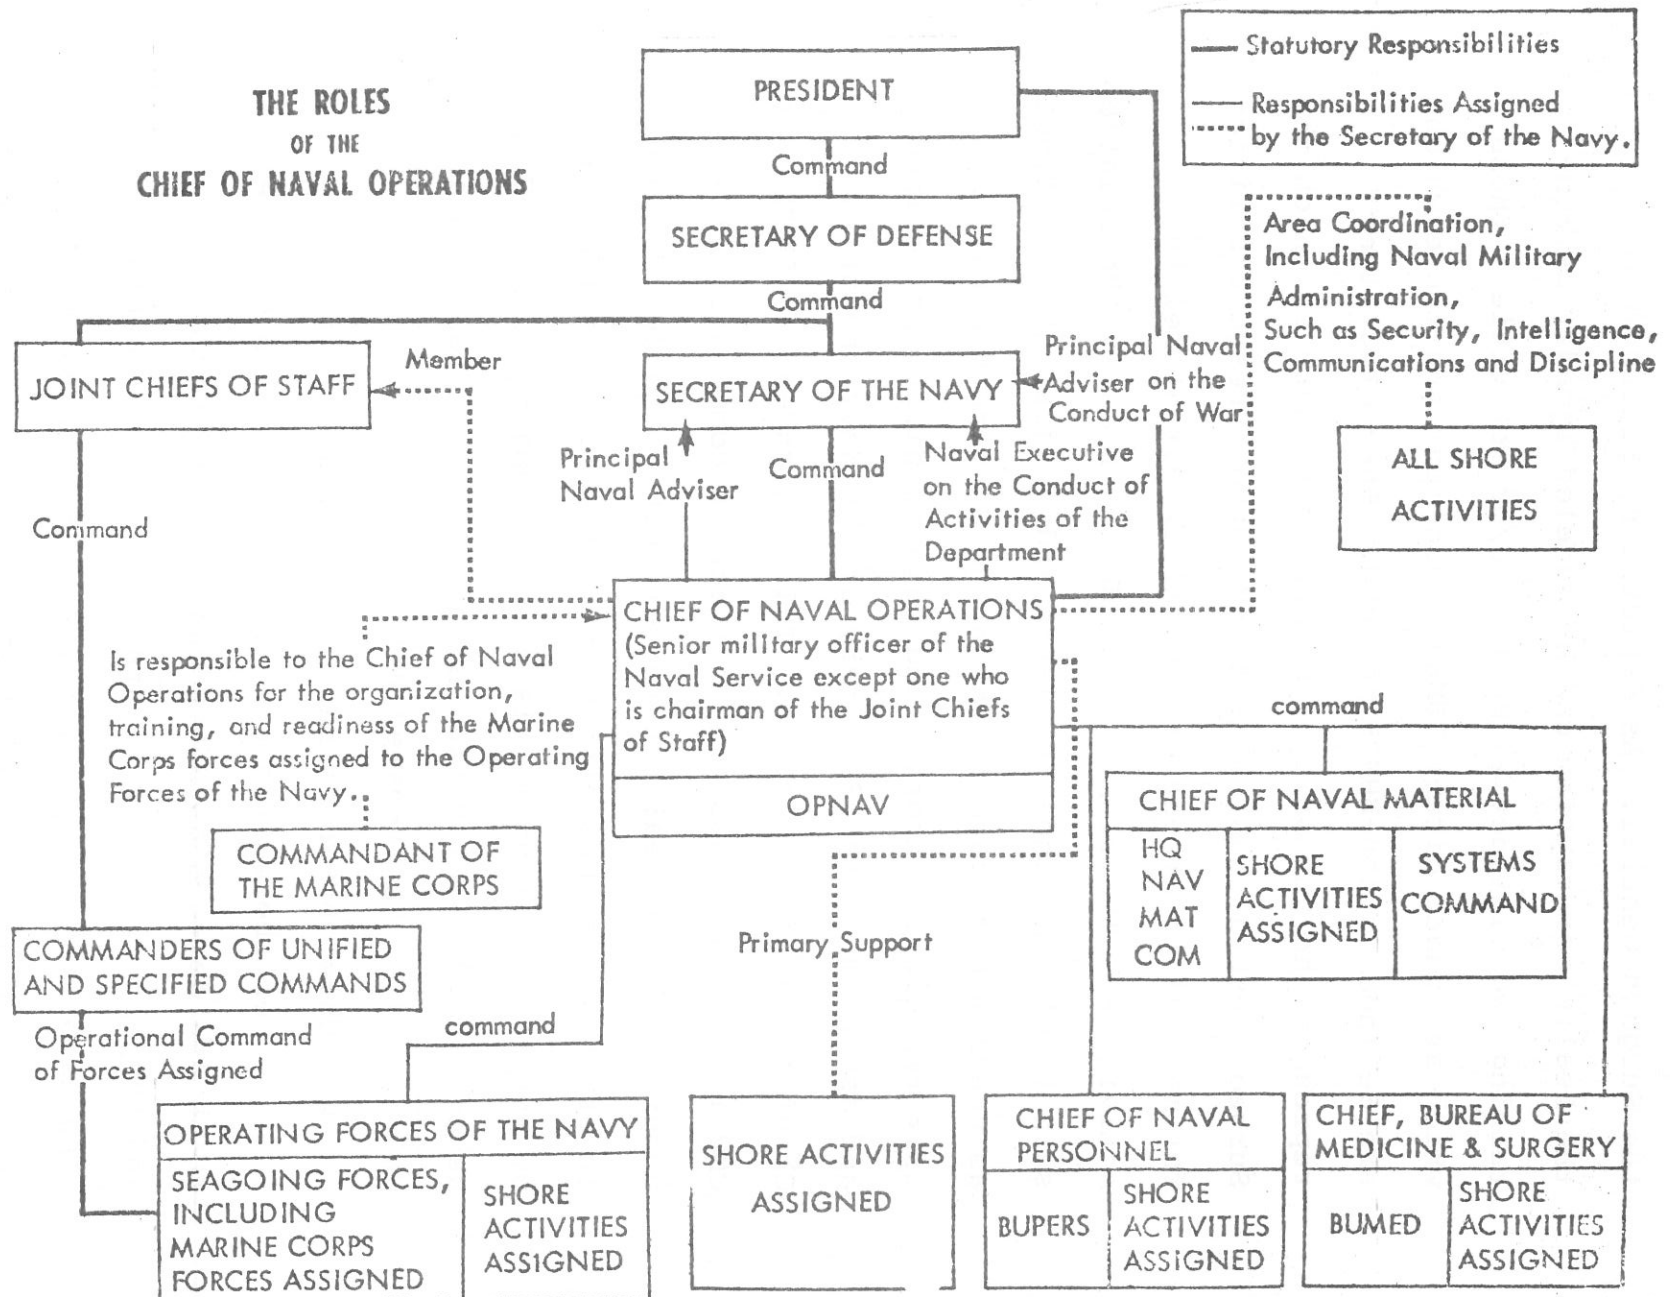 THE ROLES
OF THE
CHIEF OF NAVAL OPERATIONS
Statutory Responsibilities
Responsibilities Assigned
by the Secretary of the Navy.
PRESIDENT
Command
SECRETARY OF DEFENSE
Command
JOINT CHIEFS OF STAFF
Member
SECRETARY OF THE NAVY
Principal Naval
Adviser on the
Conduct of War
Area Coordination,
Including Naval Military
Administration,
Such as Security, Intelligence,
Communications and Discipline
ALL SHORE
ACTIVITIES
Principal
Naval Adviser
Command
Naval Executive
on the Conduct of
Activities of the
Department
Command
CHIEF OF NAVAL OPERATIONS
(Senior military officer of the
Naval Service except one who
is chairman of the Joint Chiefs
of Staff)
OPNAV
Is responsible to the Chief of Naval
Operations for the organization,
training, and readiness of the Marine
Corps forces assigned to the Operating
Forces of the Navy.
COMMANDANT OF
THE MARINE CORPS
command
CHIEF OF NAVAL MATERIAL
HQ
NAV
MAT
COM
SHORE
ACTIVITIES
ASSIGNED
SYSTEMS
COMMAND
COMMANDERS OF UNIFIED
AND SPECIFIED COMMANDS
Operational Command
of Forces Assigned
command
Primary Support
OPERATING FORCES OF THE NAVY
SEAGOING FORCES,
INCLUDING
MARINE CORPS
FORCES ASSIGNED
SHORE
ACTIVITIES
ASSIGNED
SHORE ACTIVITIES
ASSIGNED
CHIEF OF NAVAL
PERSONNEL
BUPERS
SHORE
ACTIVITIES
ASSIGNED
CHIEF, BUREAU OF
MEDICINE & SURGERY
BUMED
SHORE
ACTIVITIES
ASSIGNED